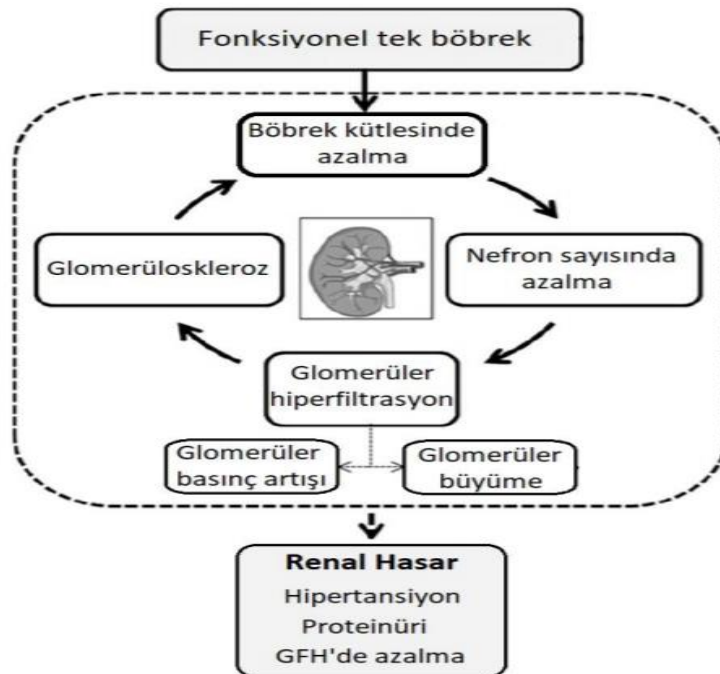 Fonksiyonel tek böbrek
Böbrek kütlesinde
azalma
Glomerüloskleroz
Nefron sayısında
azalma
Glomerüler
hiperfiltrasyon
Glomerüler
basınç artışı
Glomerüler
büyüme
Renal Hasar
Hipertansiyon
Proteinüri
GFH'de azalma